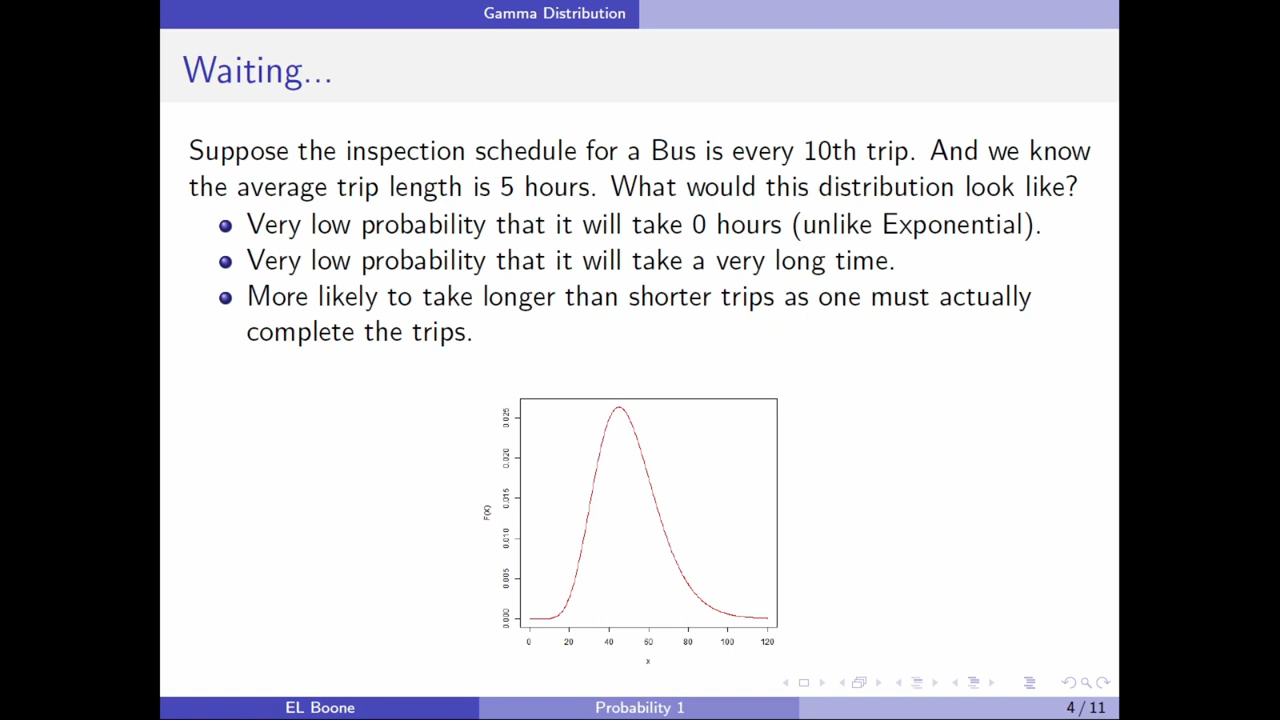 Gamma Distribution
Waiting...
Suppose the inspection schedule for a Bus is every 10th trip. And we know
the average trip length is 5 hours. What would this distribution look like?
Very low probability that it will take 0 hours (unlike Exponential).
Very low probability that it will take a very long time.
More likely to take longer than shorter trips as one must actually
complete the trips.
F(X)
0.025
0.020
0.015
0.010
0.005
0.000
0 20 40 60 80 100 120
x
EL Boone Probability 1 4 / 11